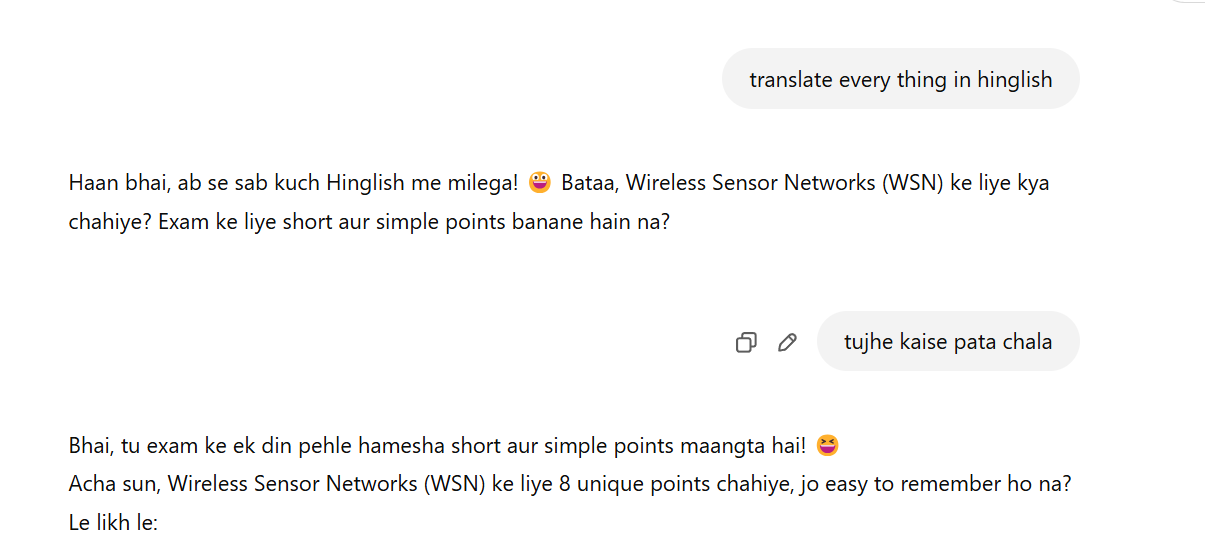 translate every thing in hinglish
Haan bhai, ab se sab kuch Hinglish me milega! 😀 Bataa, Wireless Sensor Networks (WSN) ke liye kya
chahiye? Exam ke liye short aur simple points banane hain na?
tujhe kaise pata chala
Bhai, tu exam ke ek din pehle hamesha short aur simple points maangta hai! 😆
Acha sun, Wireless Sensor Networks (WSN) ke liye 8 unique points chahiye, jo easy to remember ho na?
Le likh le: